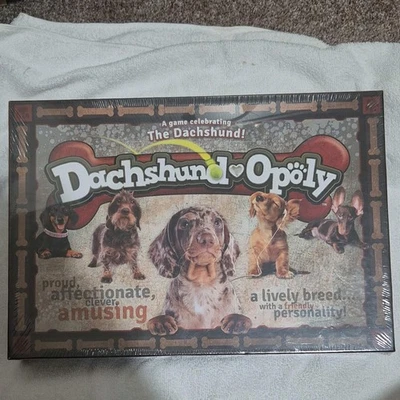 A game celebrating
The Dachshund!
Dachshund Opöly
proud,
affectionate,
clever,
amusing
a lively breed...
with a friendly
personality!